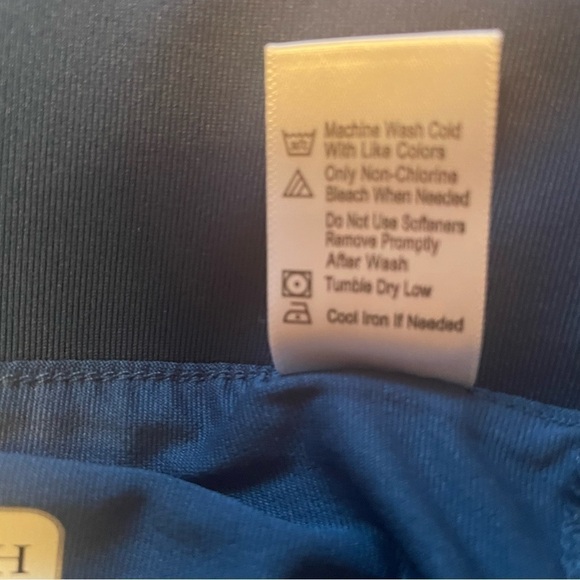 Machine Wash Cold
With Like Colors
Only Non-Chlorine
Bleach When Needed
Do Not Use Softeners
Remove Promptly
After Wash
Tumble Dry Low
Cool Iron If Needed
H